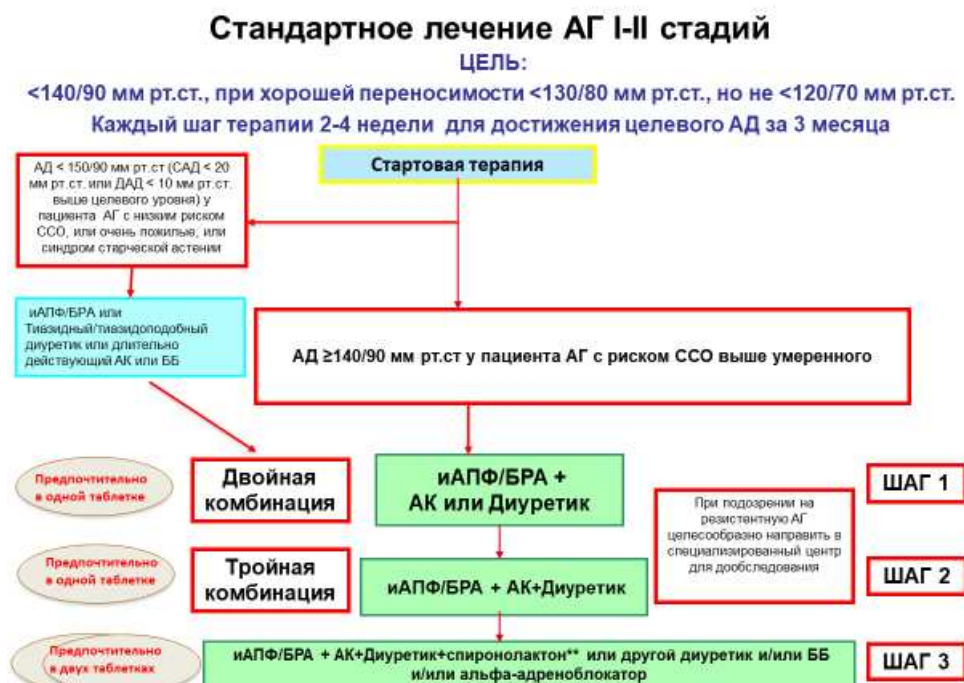 Стандартное лечение АГ I-II стадий
ЦЕЛЬ:
<140/90 мм рт.ст., при хорошей переносимости <130/80 мм рт.ст., но не <120/70 мм рт.ст.
Каждый шаг терапии 2-4 недели для достижения целевого АД за 3 месяца
Стартовая терапия
АД < 150/90 мм рт.ст (САД < 20
мм рт.ст. или ДАД < 10 мм рт.ст.
выше целевого уровня) у
пациента АГ с низким риском
ССО, или очень пожилые, или
синдром старческой астении
иАПФ/БРА или
Тивзидный/тивзидоподобный
диуретик или длительно
действующий АК или ББ
АД ≥140/90 мм рт.ст у пациента АГ с риском ССО выше умеренного
Предпочтительно
в одной таблетке
Двойная
комбинация
иАПФ/БРА +
АК или Диуретик
ШАГ 1
При подозрении на
резистентную АГ
целесообразно направить в
специализированный центр
для дообследования
Предпочтительно
в одной таблетке
Тройная
комбинация
иАПФ/БРА + АК+Диуретик
ШАГ 2
Предпочтительно
в двух таблетках
иАПФ/БРА + АК+Диуретик+спиронолактон** или другой диуретик и/или ББ
и/или альфа-адреноблокатор
ШАГ 3